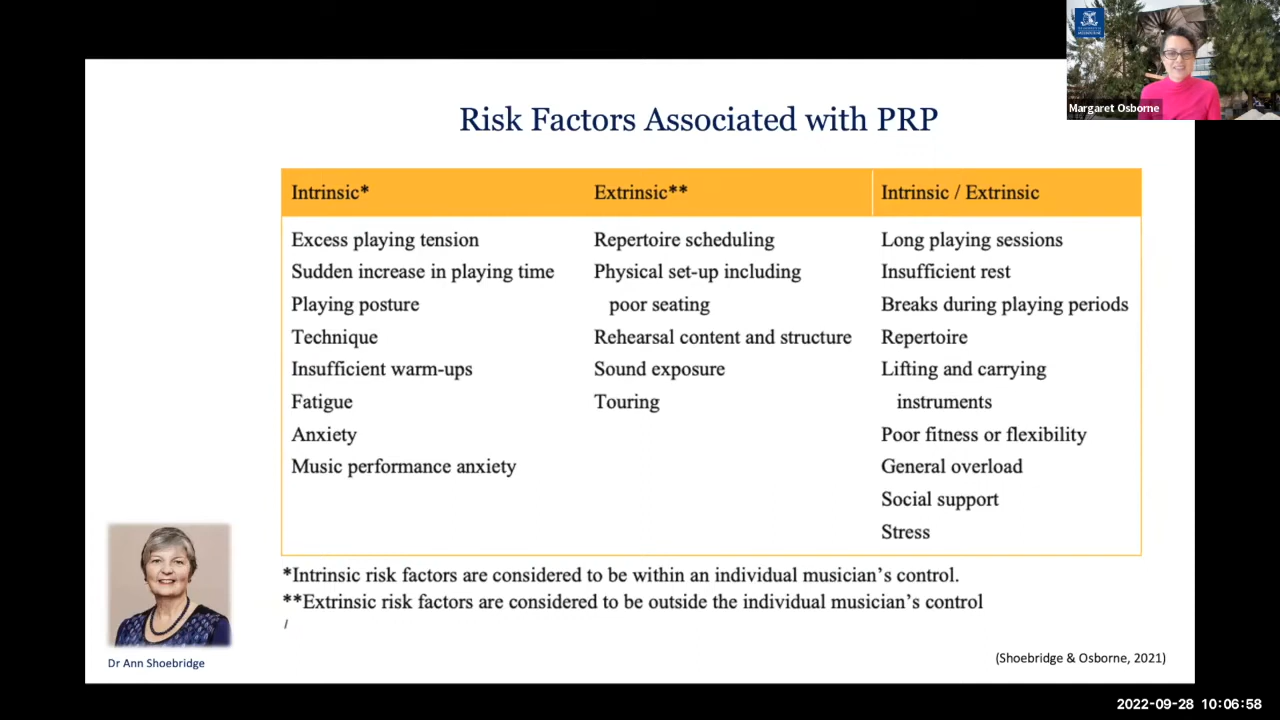 Margaret Osborne
Risk Factors Associated with PRP
Intrinsic*
Excess playing tension
Sudden increase in playing time
Playing posture
Technique
Insufficient warm-ups
Fatigue
Anxiety
Music performance anxiety
Extrinsic**
Repertoire scheduling
Physical set-up including
poor seating
Rehearsal content and structure
Sound exposure
Touring
Intrinsic / Extrinsic
Long playing sessions
Insufficient rest
Breaks during playing periods
Repertoire
Lifting and carrying
instruments
Poor fitness or flexibility
General overload
Social support
Stress
*Intrinsic risk factors are considered to be within an individual musician's control.
**Extrinsic risk factors are considered to be outside the individual musician's control
/
Dr Ann Shoebridge
(Shoebridge & Osborne, 2021)
2022-09-28 10:06:58